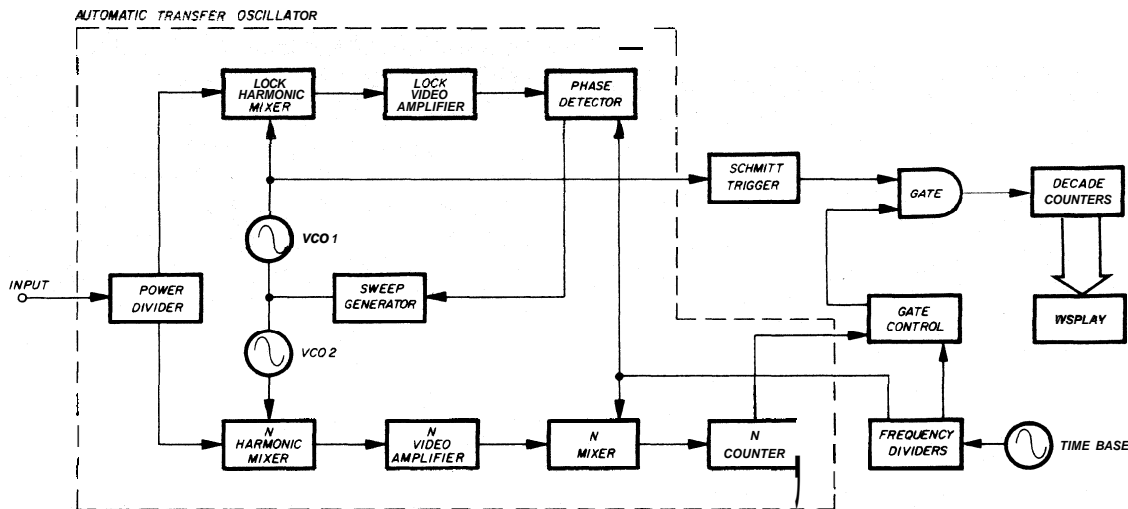 AUTOMATIC TRANSFER OSCILLATOR
LOCK
HARMONIC
MIXER
LOCK
VIDEO
AMPLIFIER
PHASE
DETECTOR
SCHMITT
TRIGGER
GATE
DECADE
COUNTERS
VCO 1
INPUT
POWER
DIVIDER
SWEEP
GENERATOR
GATE
CONTROL
WSPLAY
VCO 2
N
HARMONIC
MIXER
N
VIDEO
AMPLIFIER
N
MIXER
N
COUNTER
FREQUENCY
DIVIDERS
TIME BASE